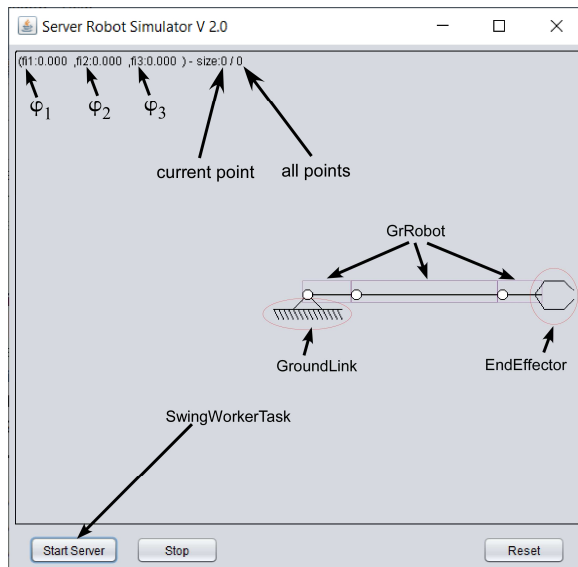 Server Robot Simulator V 2.0
(fi1:0.000 ,fi2:0.000 ,fi3:0.000 ) - size:0 / 0
φ1 φ2 φ3
current point all points
GrRobot
GroundLink
EndEffector
SwingWorkerTask
Start Server Stop Reset